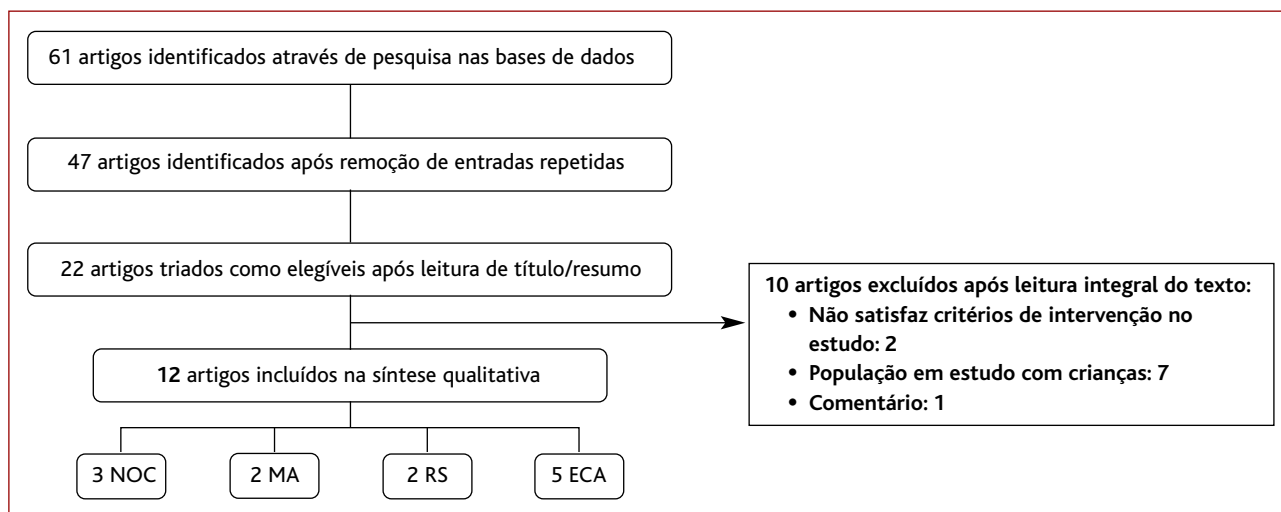 61 artigos identificados através de pesquisa nas bases de dados
47 artigos identificados após remoção de entradas repetidas
22 artigos triados como elegíveis após leitura de título/resumo
10 artigos excluídos após leitura integral do texto:
• Não satisfaz critérios de intervenção no
estudo: 2
• População em estudo com crianças: 7
• Comentário: 1
12 artigos incluídos na síntese qualitativa
3 NOC
2 MA
2 RS
5 ECA